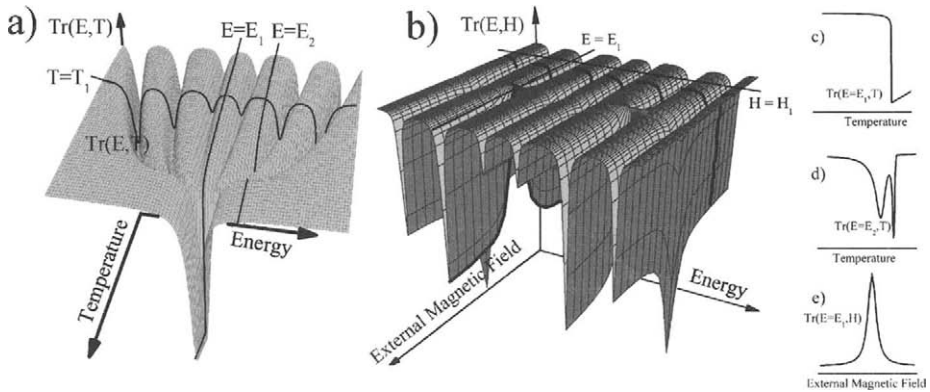 a)
Tr(E,T)
E=E1
E=E2
T=T1
Tr(E,T)
Temperature
Energy
b)
Tr(E,H)
E = E1
H = H1
External Magnetic Field
Energy
c)
Tr(E=E1,T)
Temperature
d)
Tr(E=E2,T)
Temperature
e)
Tr(E=E1,H)
External Magnetic Field